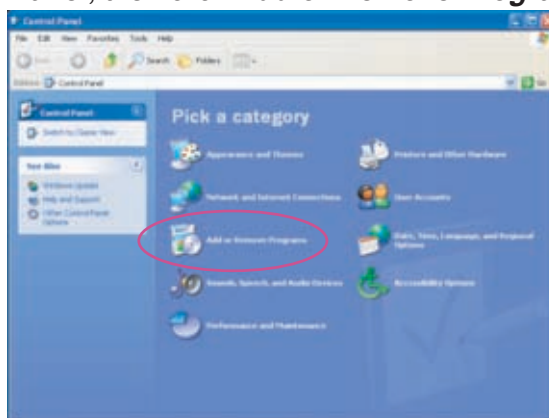 Control Panel
File Edit View Favorites Tools Help
Search Folders
Control Panel
Control Panel
Switch to Classic View
See Also
Windows Update
Help and Support
Other Control Panel Options
Pick a category
Appearance and Themes
Printers and Other Hardware
Network and Internet Connections
User Accounts
Add or Remove Programs
Date, Time, Language, and Regional Options
Sounds, Speech, and Audio Devices
Accessibility Options
Performance and Maintenance